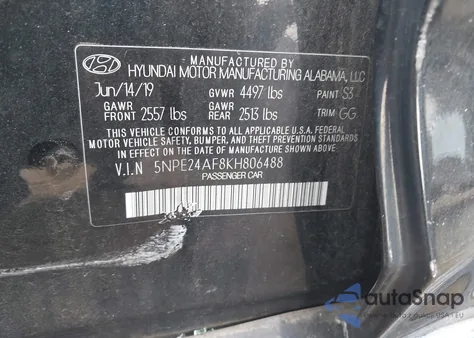 MANUFACTURED BY
HYUNDAI MOTOR MANUFACTURING ALABAMA, LLC
Jun/14/19 GVWR 4497 lbs PAINT S3
GAWR FRONT 2557 lbs GAWR REAR 2513 lbs TRIM GG
THIS VEHICLE CONFORMS TO ALL APPLICABLE U.S.A. FEDERAL
MOTOR VEHICLE SAFETY, BUMPER, AND THEFT PREVENTION STANDARDS
IN EFFECT ON THE DATE OF MANUFACTURE SHOWN ABOVE.
V.I.N 5NPE24AF8KH806488
PASSENGER CAR
autoSnap